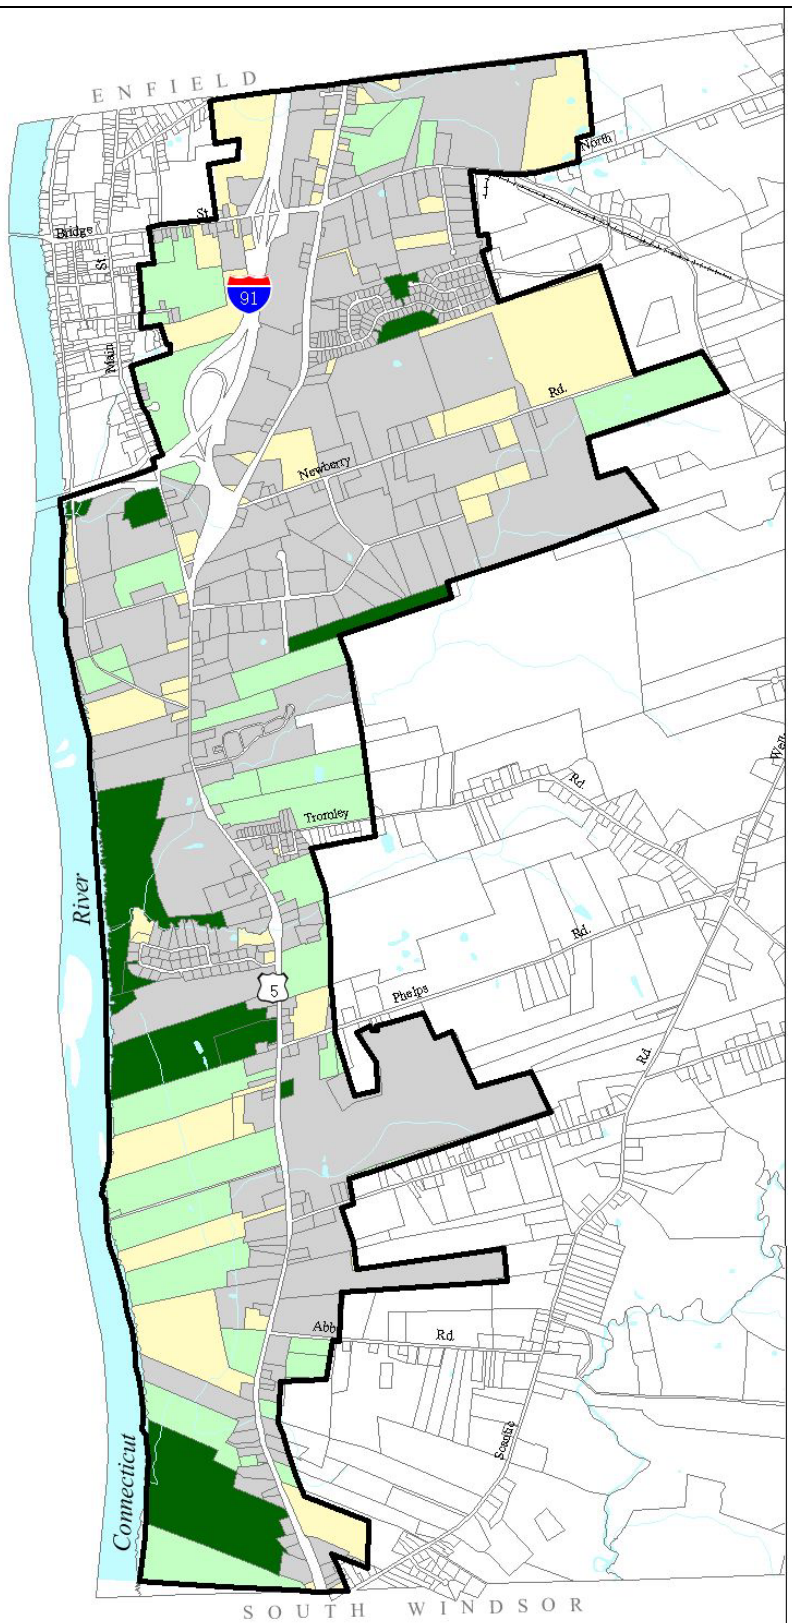 ENFIELD
North
St.
Bridge
St.
91
Main
Rd.
Newberry
Rd.
Tromley
River
Rd.
5
Phelps
Rd
Abb
Rd
Scantic
Connecticut
SOUTH WINDSOR